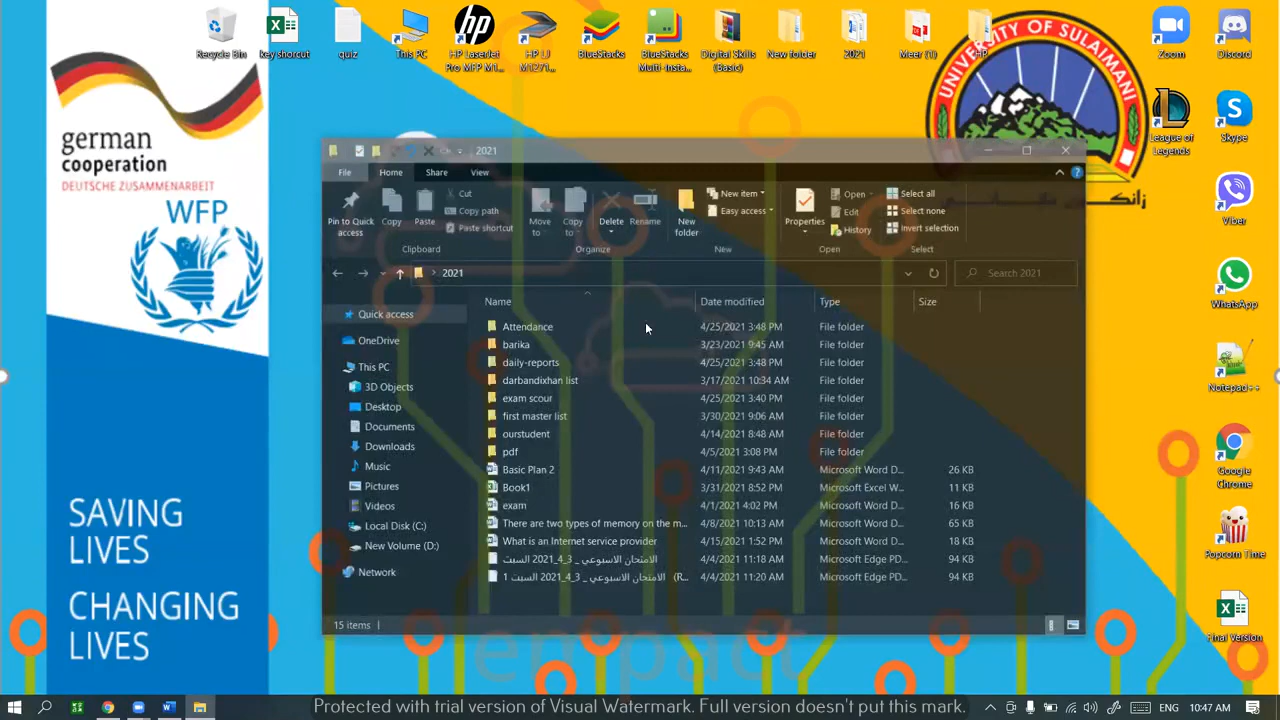 Recycle Bin
key shorcut
quiz
This PC
HP LaserJet
Pro MFP M1...
HP LJ
M1271...
BlueStacks
BlueStacks
Multi-Insta...
Digital Skills
(Basic)
New folder
2021
Meer (1)
HP
Zoom
Discord
UNIVERSITY OF SULAIMANI
League of
Legends
Skype
Viber
WhatsApp
Notepad++
Google
Chrome
Popcorn Time
Final Version
german
cooperation
DEUTSCHE ZUSAMMENARBEIT
WFP
SAVING
LIVES
CHANGING
LIVES
2021
File
Home
Share
View
Pin to Quick
access
Copy
Paste
Cut
Copy path
Paste shortcut
Clipboard
Move
to
Copy
to
Delete
Rename
Organize
New
folder
New item
Easy access
New
Properties
Open
Edit
History
Open
Select all
Select none
Invert selection
Select
2021
Search 2021
Quick access
OneDrive
This PC
3D Objects
Desktop
Documents
Downloads
Music
Pictures
Videos
Local Disk (C:)
New Volume (D:)
Network
Name Date modified Type Size
Attendance 4/25/2021 3:48 PM File folder
barika 3/23/2021 9:45 AM File folder
daily-reports 4/25/2021 3:48 PM File folder
darbandixhan list 3/17/2021 10:34 AM File folder
exam scour 4/25/2021 3:40 PM File folder
first master list 3/30/2021 9:06 AM File folder
ourstudent 4/14/2021 8:48 AM File folder
pdf 4/5/2021 3:08 PM File folder
Basic Plan 2 4/11/2021 9:43 AM Microsoft Word D... 26 KB
Book1 3/31/2021 8:52 PM Microsoft Excel W... 11 KB
exam 4/1/2021 4:02 PM Microsoft Word D... 16 KB
There are two types of memory on the m... 4/8/2021 10:13 AM Microsoft Word D... 65 KB
What is an Internet service provider 4/15/2021 1:52 PM Microsoft Word D... 18 KB
الامتحان الاسبوعي _ 3_4_2021 السبت 4/4/2021 11:18 AM Microsoft Edge PD... 94 KB
الامتحان الاسبوعي _ 3_4_2021 السبت 1 (R... 4/4/2021 11:20 AM Microsoft Edge PD... 94 KB
15 items
empact
Protected with trial version of Visual Watermark. Full version doesn't put this mark.
10:47 AM